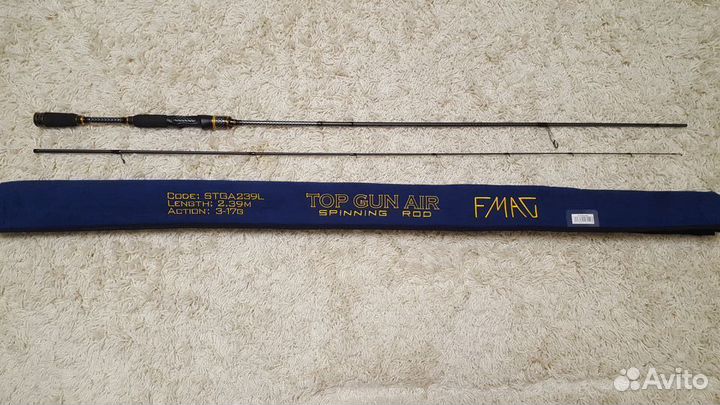 CODE: STGA239L
LENGTH: 2.39M
ACTION: 3-17G
TOP GUN AIR
SPINNING ROD
FMAG
Avito